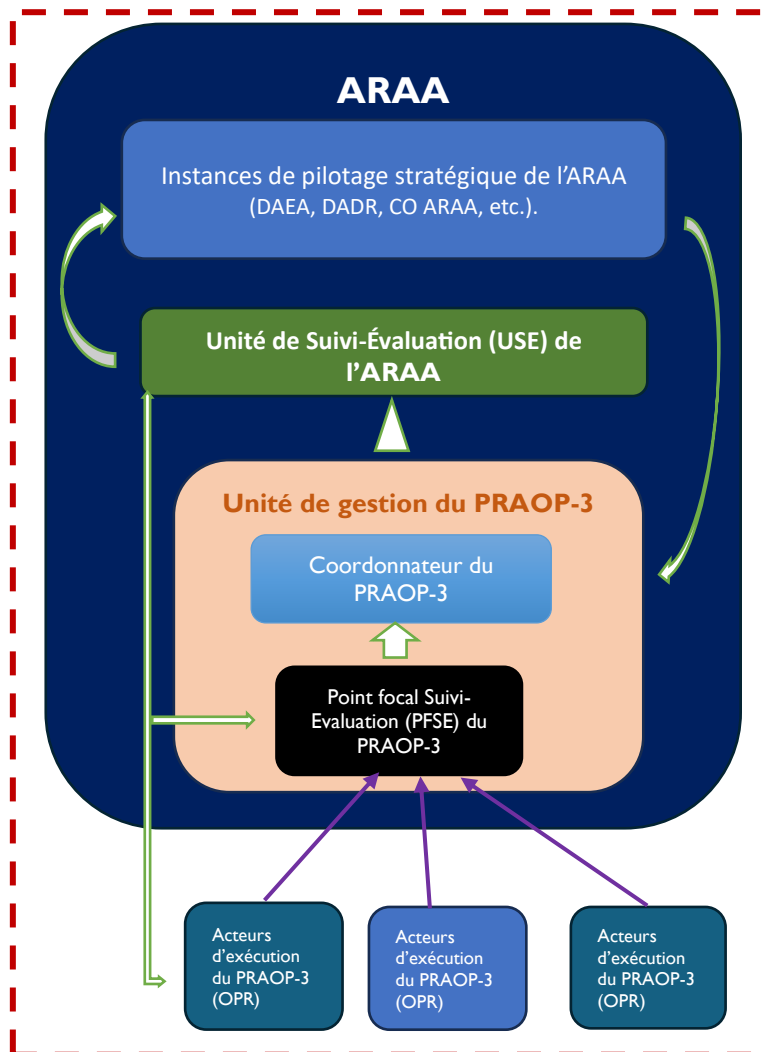 ARAA
Instances de pilotage stratégique de l'ARAA
(DAEA, DADR, CO ARAA, etc.).
Unité de Suivi-Évaluation (USE) de
l'ARAA
Unité de gestion du PRAOP-3
Coordonnateur du
PRAOP-3
Point focal Suivi-
Evaluation (PFSE) du
PRAOP-3
Acteurs
d'exécution
du PRAOP-3
(OPR)
Acteurs
d'exécution
du PRAOP-3
(OPR)
Acteurs
d'exécution
du PRAOP-3
(OPR)